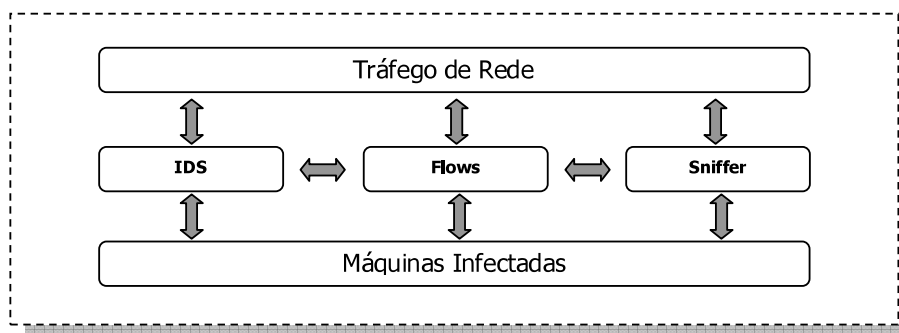 Tráfego de Rede
IDS
Flows
Sniffer
Máquinas Infectadas